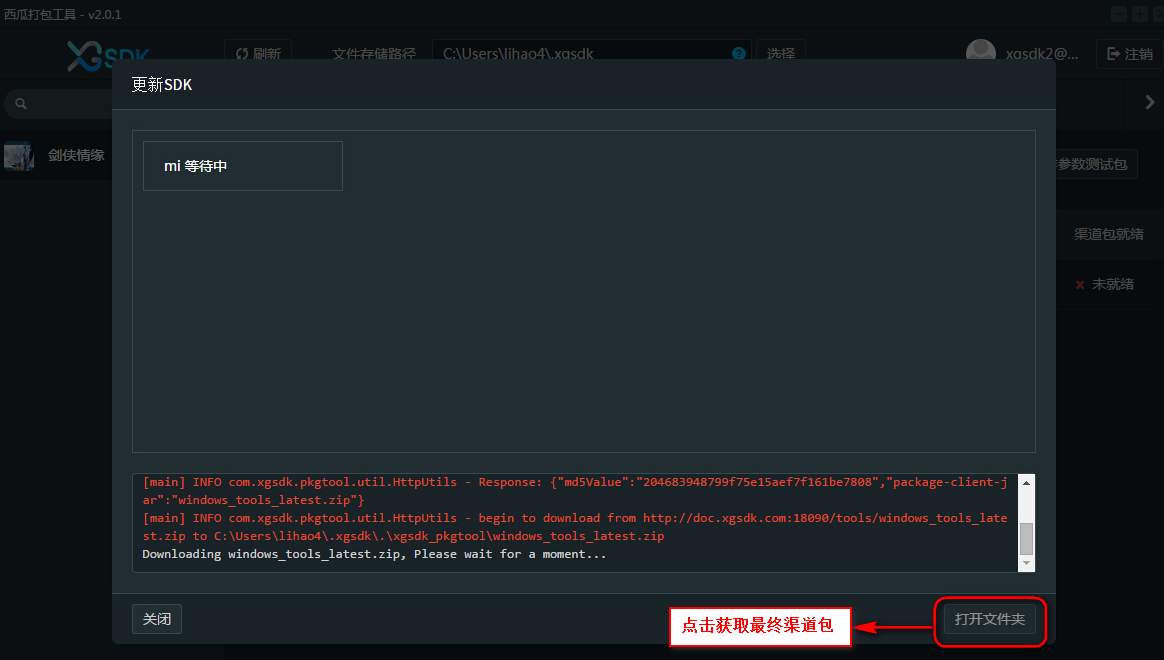 西瓜打包工具 - v2.0.1
XGSDK
刷新
文件存储路径
C:\Users\lihao4\.xgsdk
?
选择
xgsdk2@...
注销
更新SDK
剑侠情缘
mi 等待中
参数测试包
渠道包就绪
x 未就绪
[main] INFO com.xgsdk.pkgtool.util.HttpUtils - Response: {"md5Value":"204683948799f75e15aef7f161be7808","package-client-j
ar":"windows_tools_latest.zip"}
[main] INFO com.xgsdk.pkgtool.util.HttpUtils - begin to download from http://doc.xgsdk.com:18090/tools/windows_tools_late
st.zip to C:\Users\lihao4\.xgsdk\.\xgsdk_pkgtool\windows_tools_latest.zip
Downloading windows_tools_latest.zip, Please wait for a moment...
关闭
点击获取最终渠道包
打开文件夹